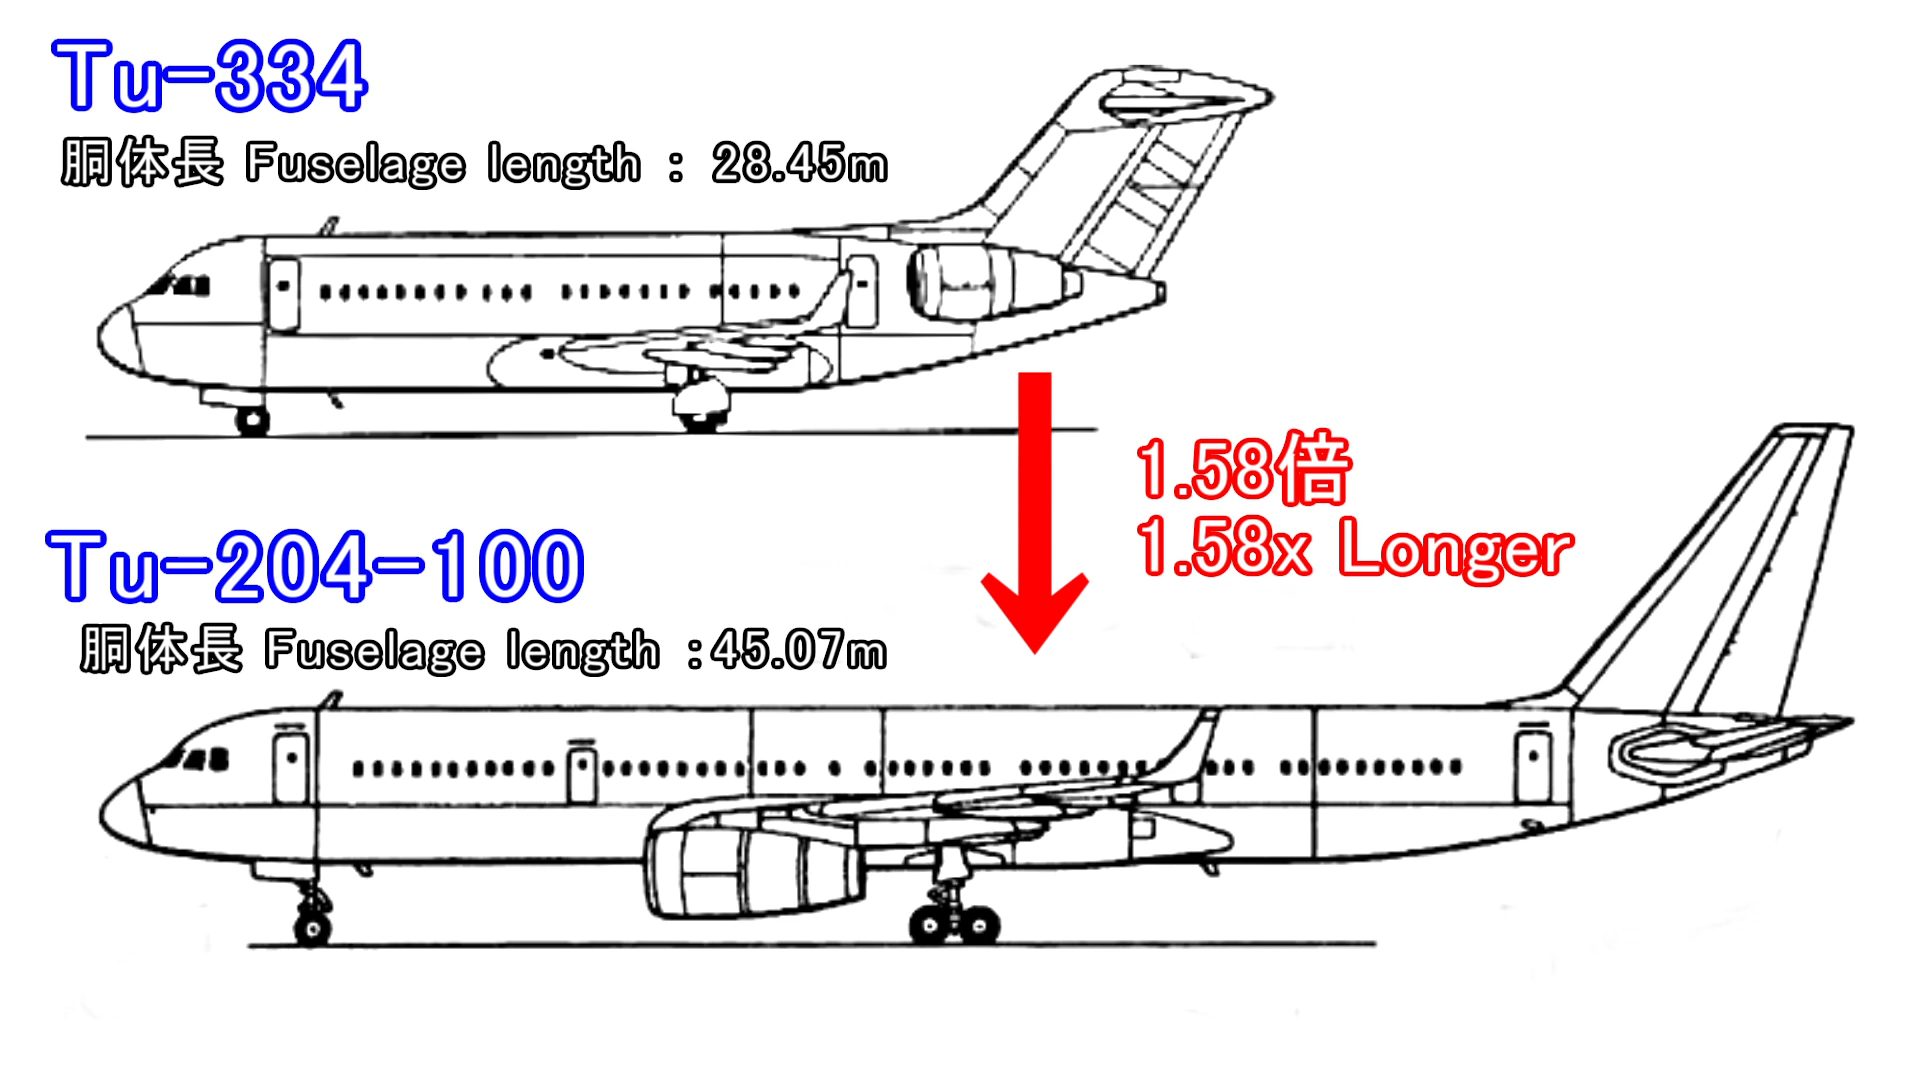 Tu-334
胴体長 Fuselage length : 28.45m
1.58倍
1.58x Longer
Tu-204-100
胴体長 Fuselage length :45.07m